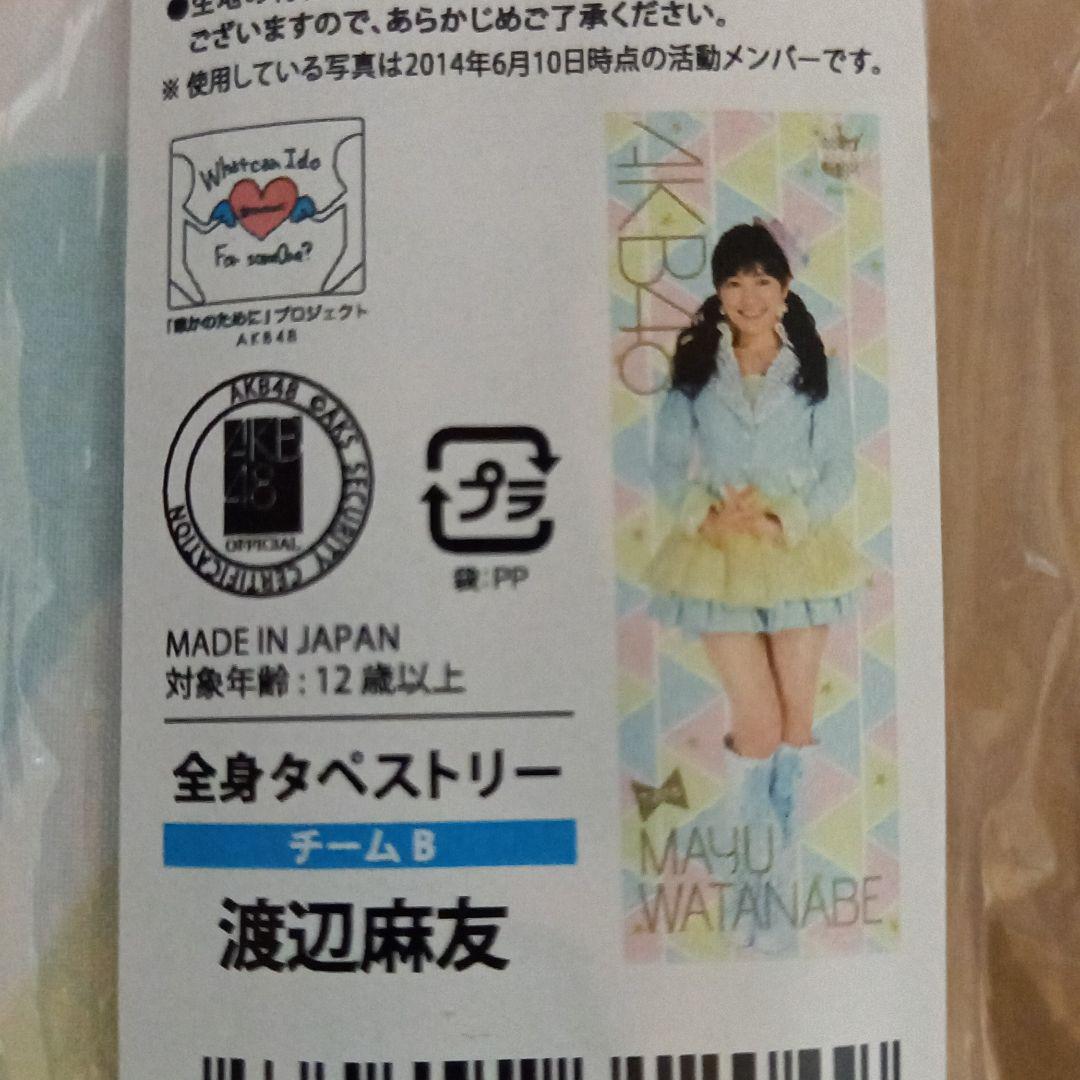 ございますので、あらかじめご了承ください。
※使用している写真は2014年6月10日時点の活動メンバーです。
What can I do
For someOne?
「誰かのために」プロジェクト
AKB48
AKB48 ©AKS SECURITY CERTIFICATION
AKB
48
OFFICIAL
プラ
袋:PP
MADE IN JAPAN
対象年齢:12歳以上
全身タペストリー
チームB
渡辺麻友
AKB48
MAYU
WATANABE